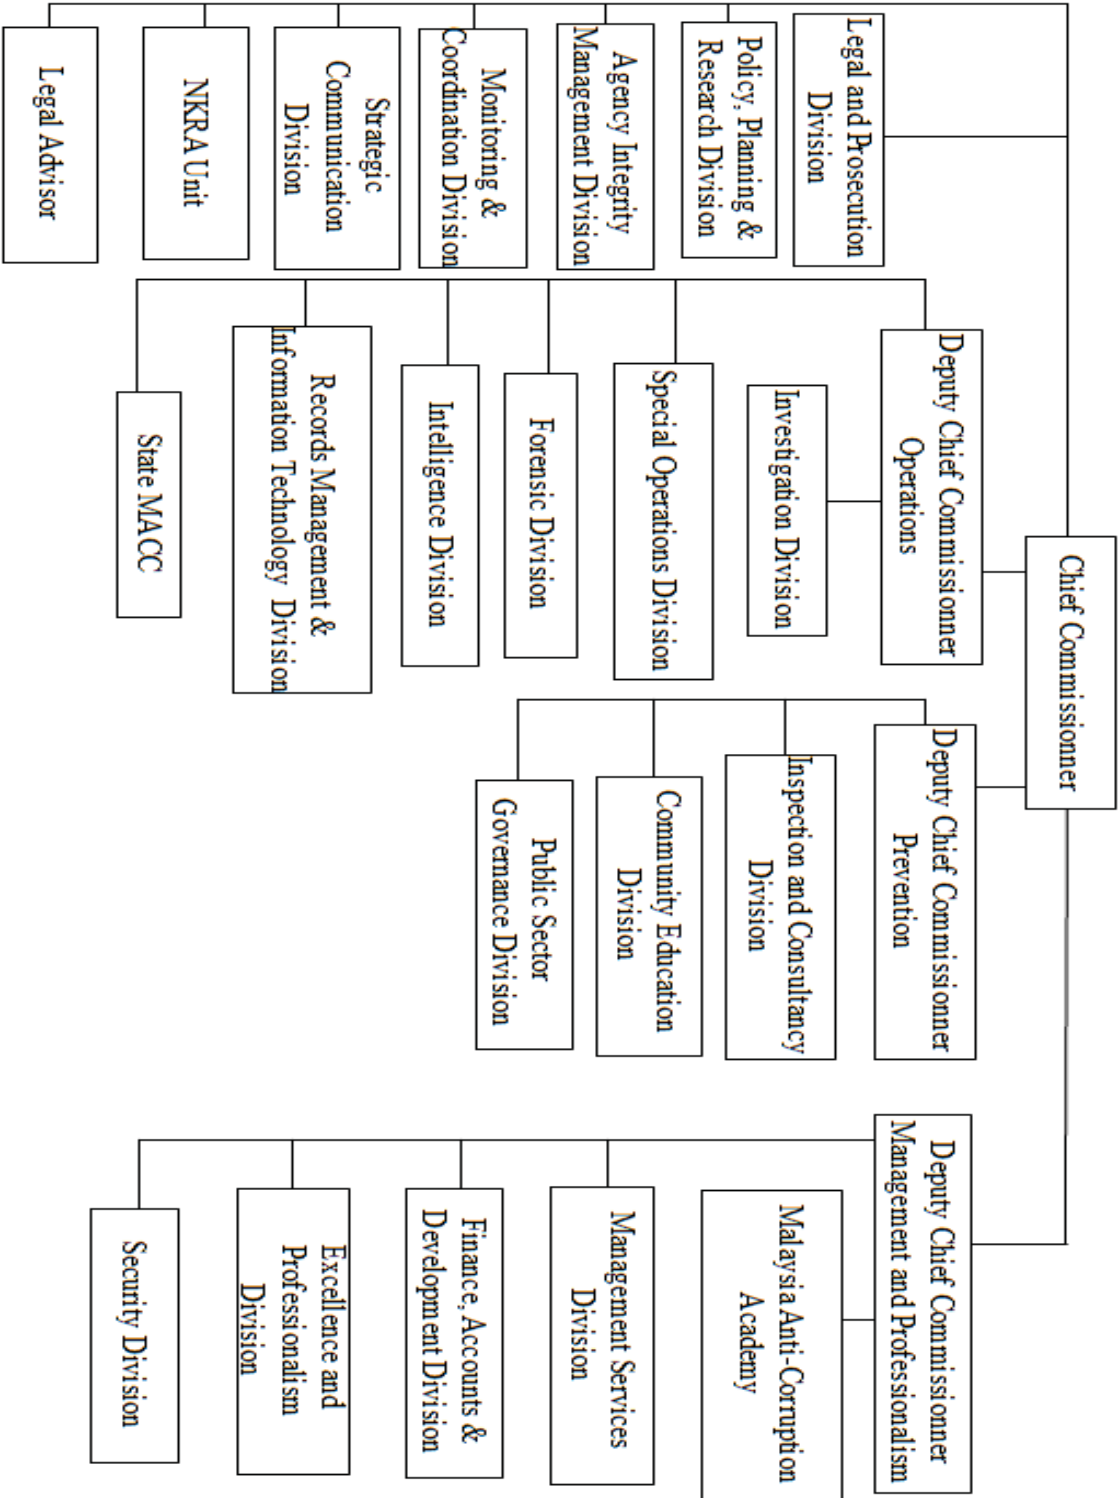 Chief Commissionner
Legal and Prosecution
Division
Policy, Planning &
Research Division
Agency Integrity
Management Division
Monitoring &
Coordination Division
Strategic
Communication
Division
NKRA Unit
Legal Advisor
Deputy Chief Commissionner
Operations
Investigation Division
Special Operations Division
Forensic Division
Intelligence Division
Records Management &
Information Technology Division
State MACC
Deputy Chief Commissionner
Prevention
Inspection and Consultancy
Division
Community Education
Division
Public Sector
Governance Division
Deputy Chief Commissionner
Management and Professionalism
Malaysia Anti-Corruption
Academy
Management Services
Division
Finance, Accounts &
Development Division
Excellence and
Professionalism
Division
Security Division